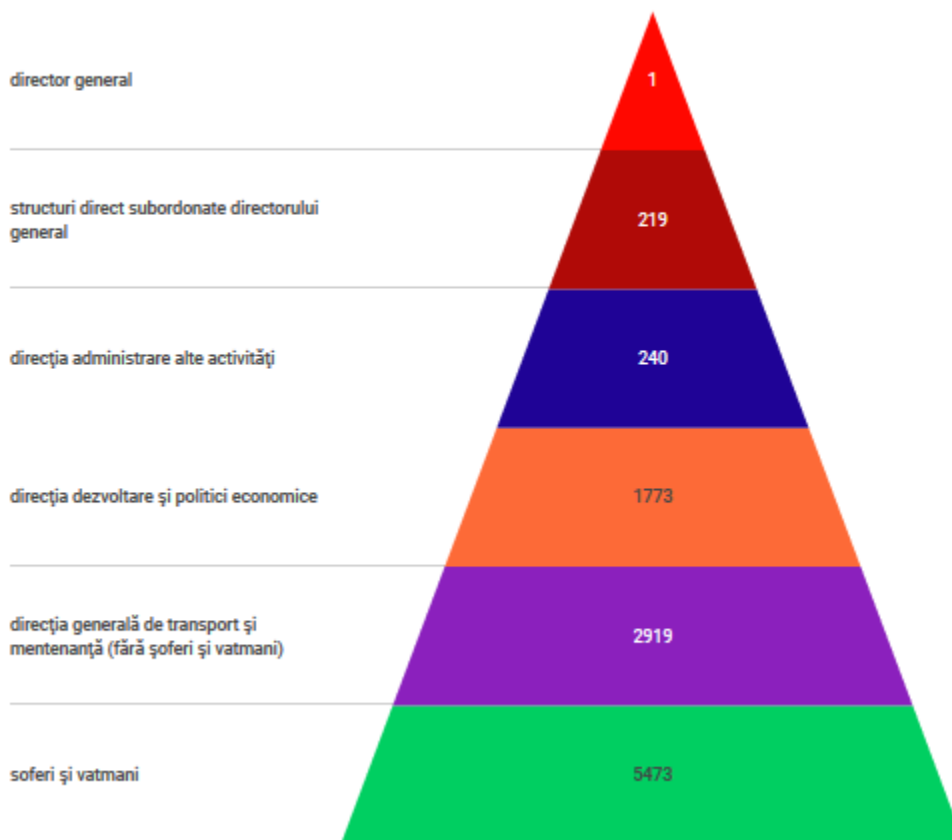 director general
1
structuri direct subordonate directorului
general
219
direcţia administrare alte activităţi
240
direcţia dezvoltare şi politici economice
1773
direcţia generală de transport şi
mentenanţă (fără şoferi şi vatmani)
2919
soferi şi vatmani
5473